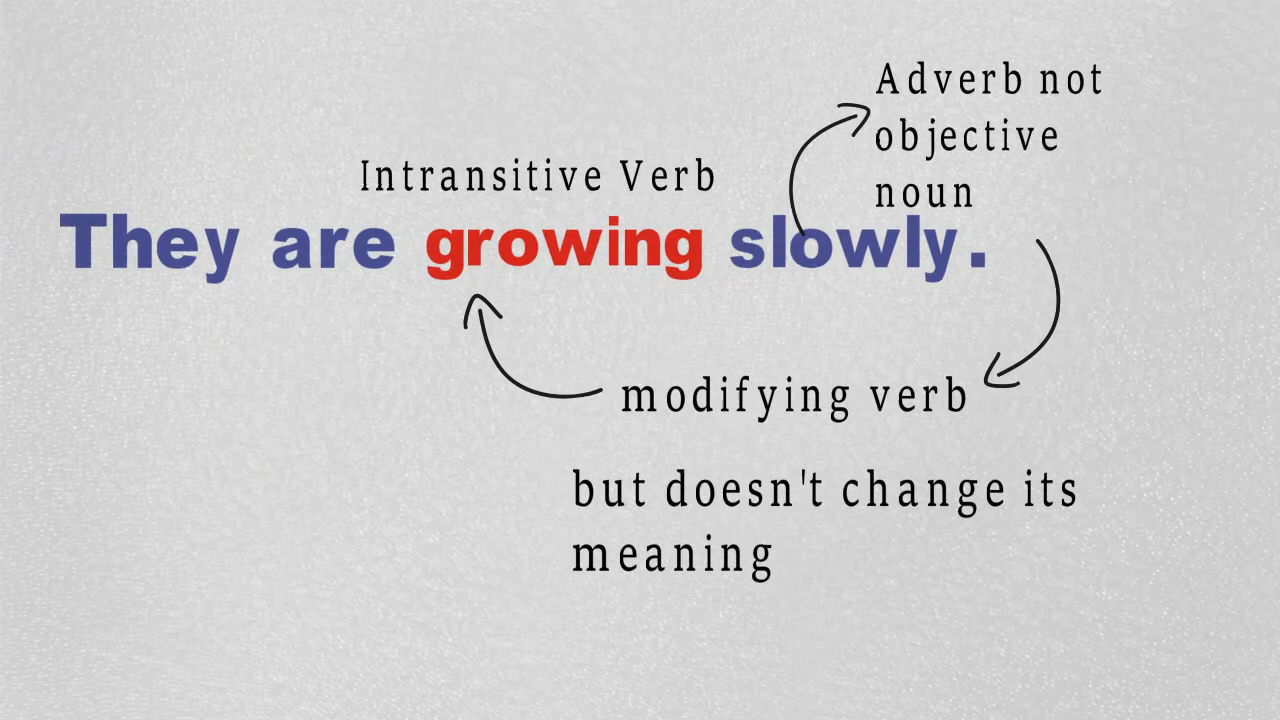 Adverb not
objective
noun
Intransitive Verb
They are growing slowly.
modifying verb
but doesn't change its
meaning